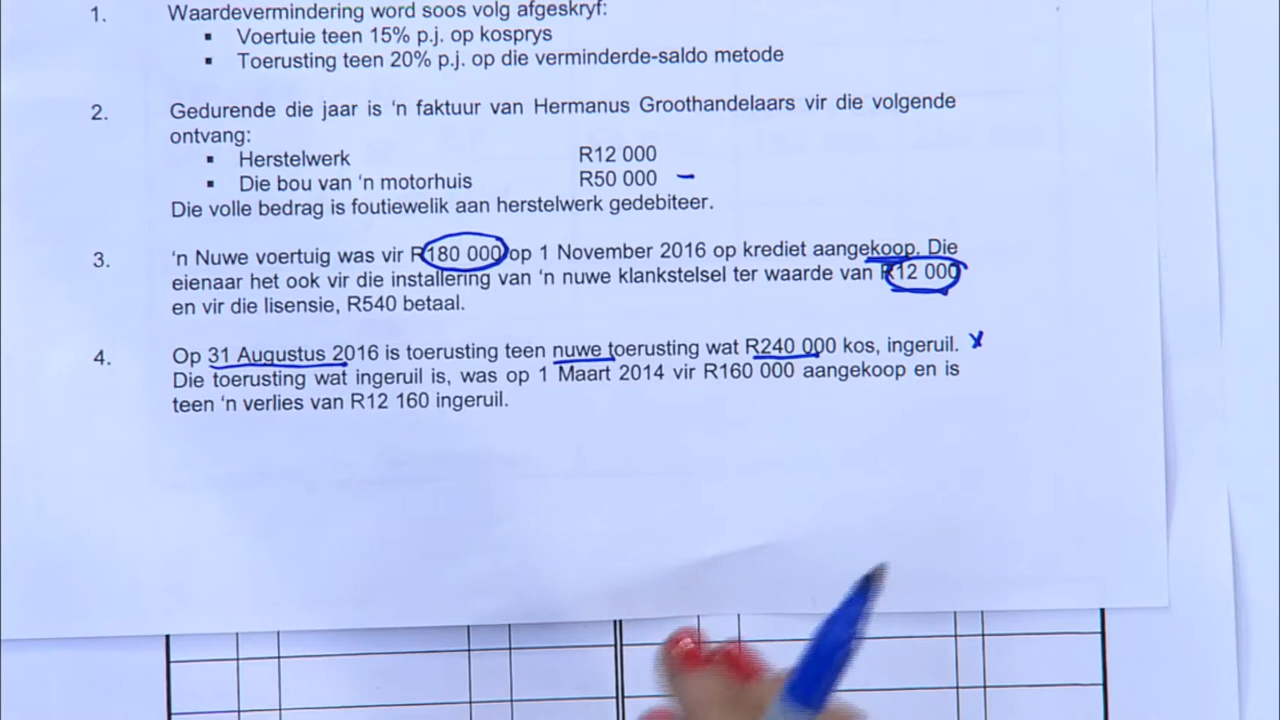 1. Waardevermindering word soos volg afgeskryf:
▪ Voertuie teen 15% p.j. op kosprys
▪ Toerusting teen 20% p.j. op die verminderde-saldo metode
2. Gedurende die jaar is ‘n faktuur van Hermanus Groothandelaars vir die volgende
ontvang:
▪ Herstelwerk R12 000
▪ Die bou van ‘n motorhuis R50 000
Die volle bedrag is foutiewelik aan herstelwerk gedebiteer.
3. ‘n Nuwe voertuig was vir R180 000 op 1 November 2016 op krediet aangekoop. Die
eienaar het ook vir die installering van ‘n nuwe klankstelsel ter waarde van R12 000
en vir die lisensie, R540 betaal.
4. Op 31 Augustus 2016 is toerusting teen nuwe toerusting wat R240 000 kos, ingeruil.
Die toerusting wat ingeruil is, was op 1 Maart 2014 vir R160 000 aangekoop en is
teen ‘n verlies van R12 160 ingeruil.